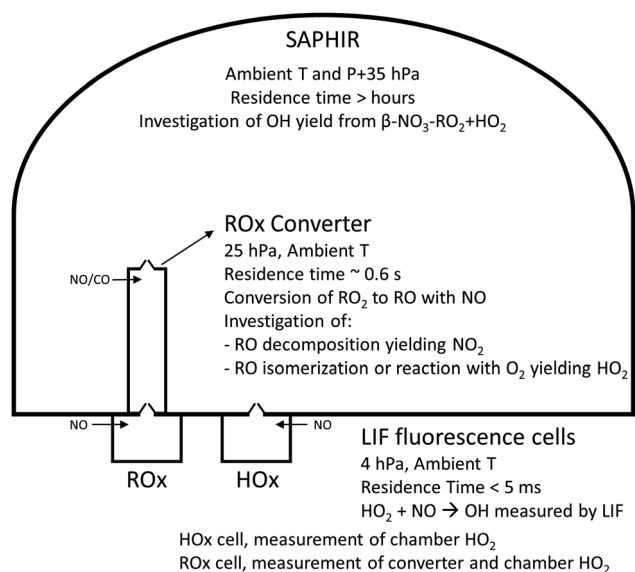 SAPHIR
Ambient T and P+35 hPa
Residence time > hours
Investigation of OH yield from β-NO₃-RO₂+HO₂
ROx Converter
25 hPa, Ambient T
NO/CO
Residence time ~ 0.6 s
Conversion of RO₂ to RO with NO
Investigation of:
- RO decomposition yielding NO₂
- RO isomerization or reaction with O₂ yielding HO₂
NO
NO
LIF fluorescence cells
4 hPa, Ambient T
ROx
HOx
Residence Time < 5 ms
HO₂ + NO → OH measured by LIF
HOx cell, measurement of chamber HO₂
ROx cell, measurement of converter and chamber HO₂